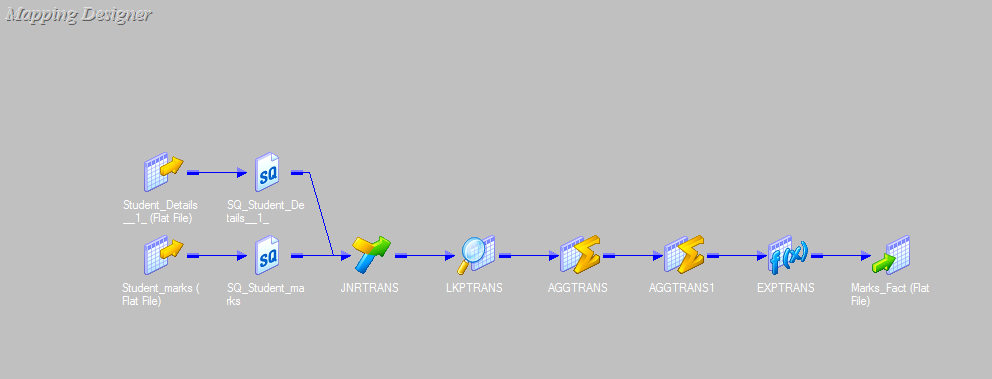 Mapping Designer
Student_Details
__1_ (Flat File)
SQ_Student_De
tails__1_
Student_marks (
Flat File)
SQ_Student_ma
rks
JNRTRANS
LKPTRANS
AGGTRANS
AGGTRANS1
EXPTRANS
Marks_Fact (Flat
File)
SQ
SQ
f(x)